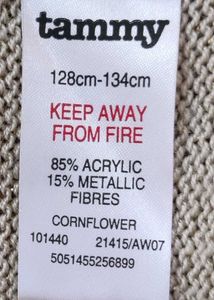 tammy
128cm-134cm
KEEP AWAY
FROM FIRE
85% ACRYLIC
15% METALLIC
FIBRES
CORNFLOWER
101440 21415/AW07
5051455256899